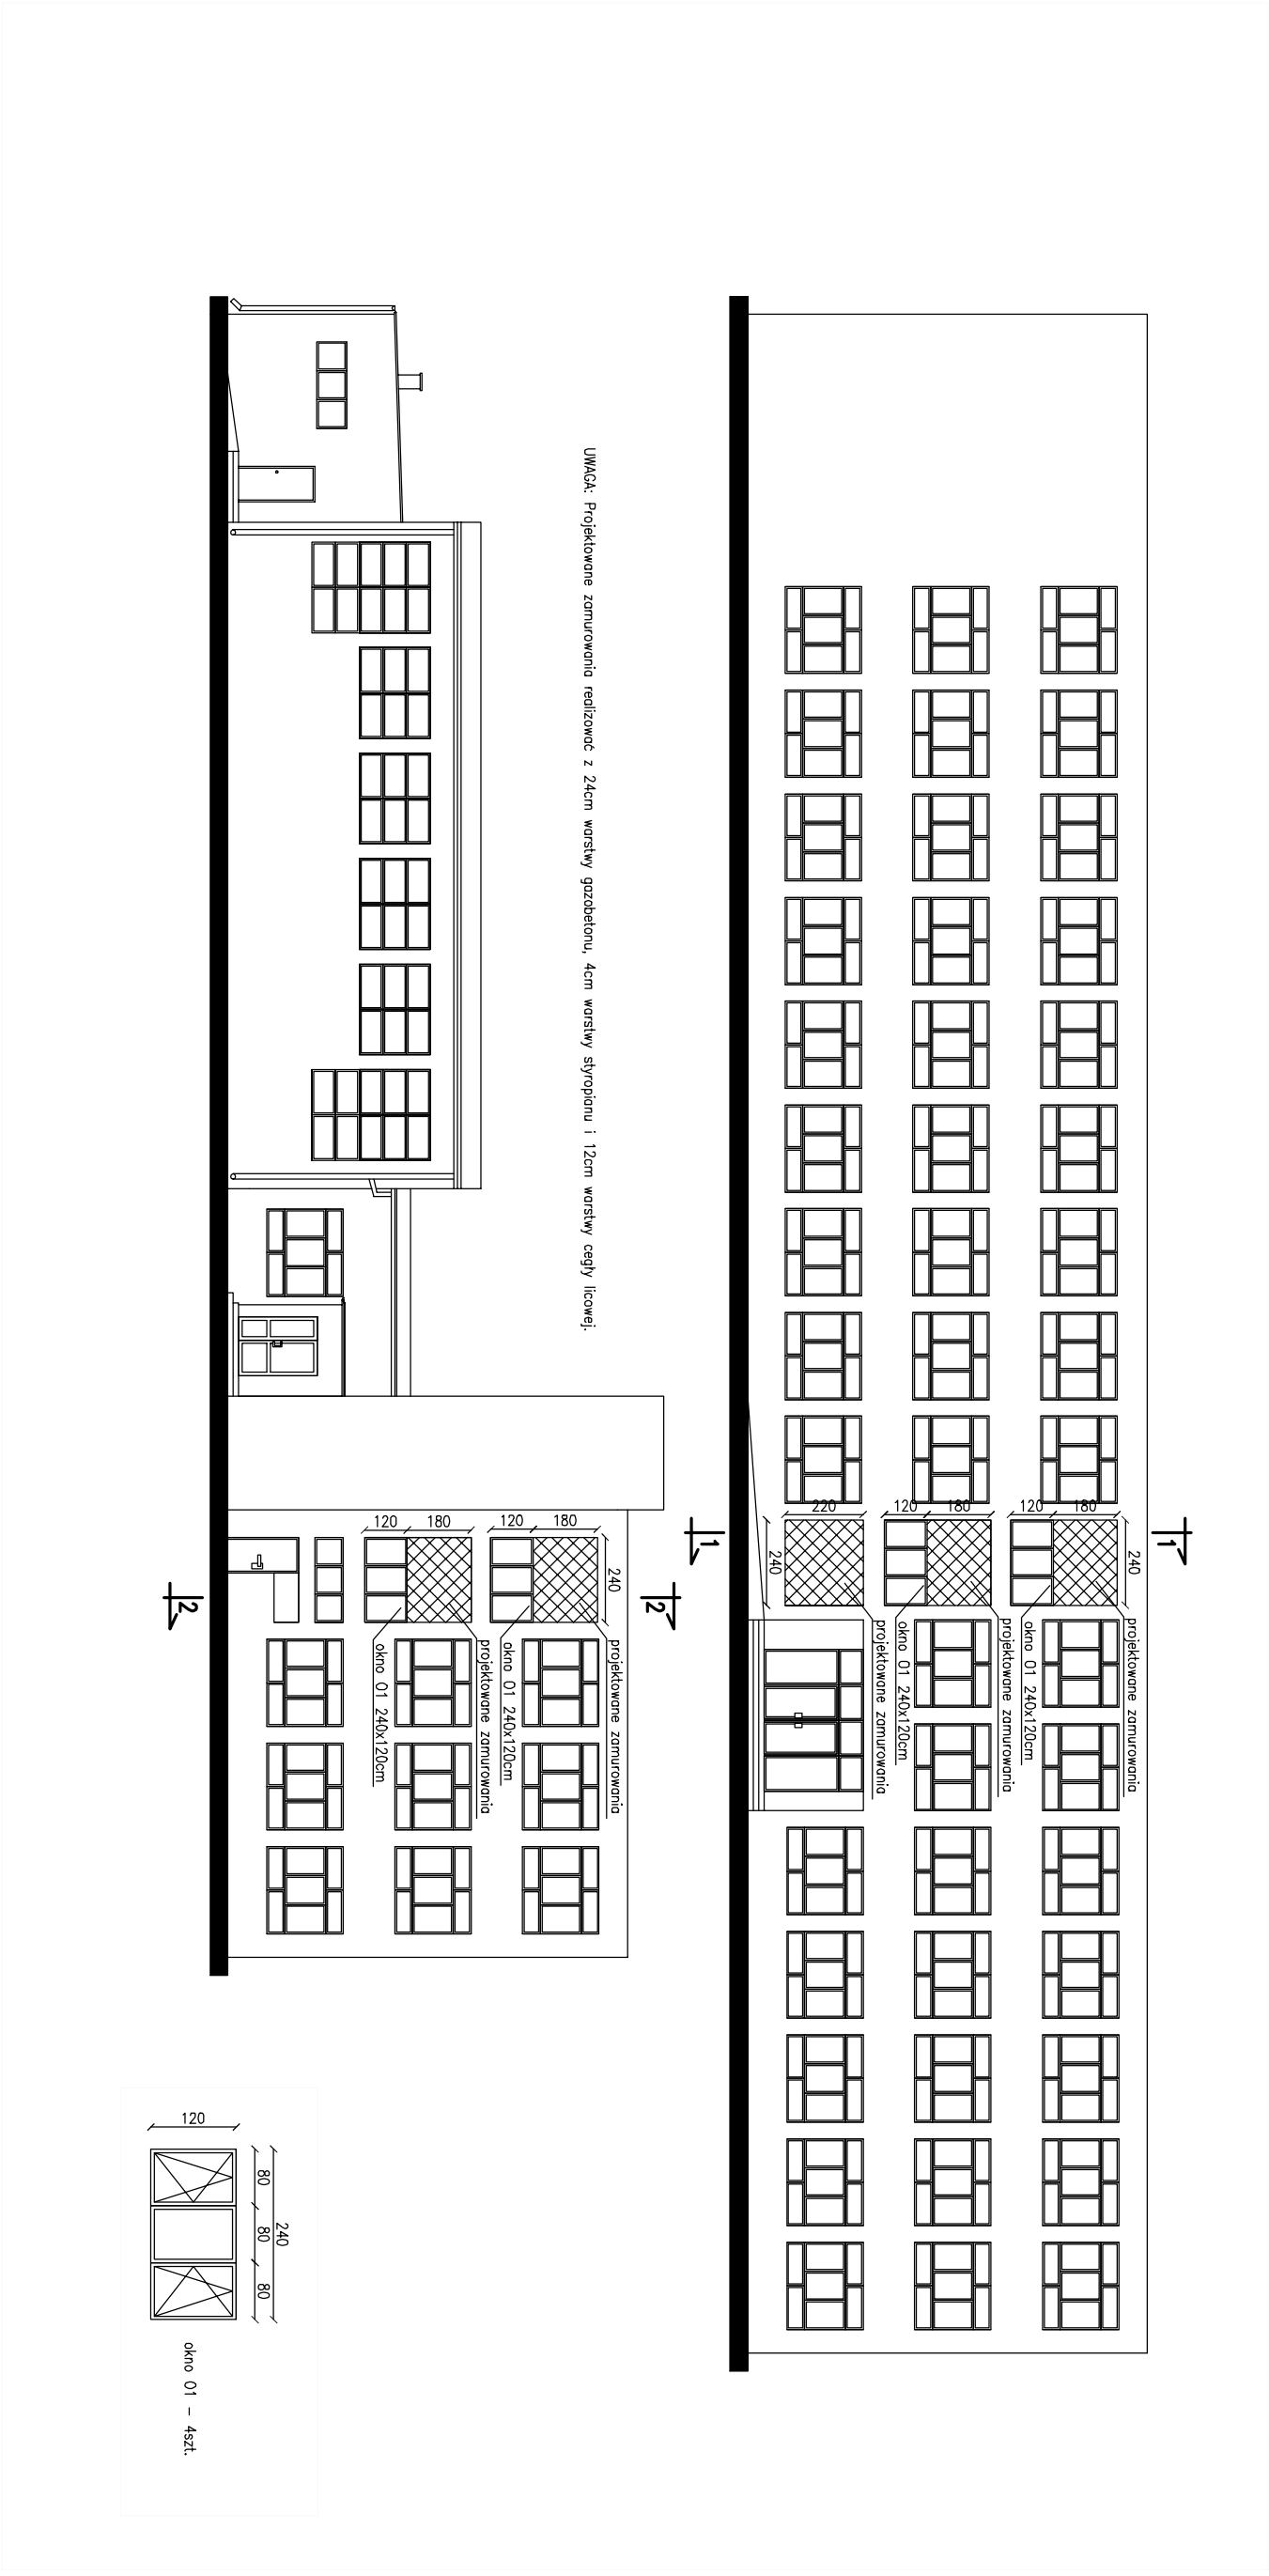 1
1
180
120
180
120
220
240
240
projektowane zamurowania
okno 01 240x120cm
projektowane zamurowania
okno 01 240x120cm
projektowane zamurowania
UWAGA: Projektowane zamurowania realizować z 24cm warstwy gazobetonu, 4cm warstwy styropianu i 12cm warstwy cegły licowej.
2
2
180
120
180
120
240
projektowane zamurowania
okno 01 240x120cm
projektowane zamurowania
okno 01 240x120cm
240
80
80
80
120
okno 01 – 4szt.